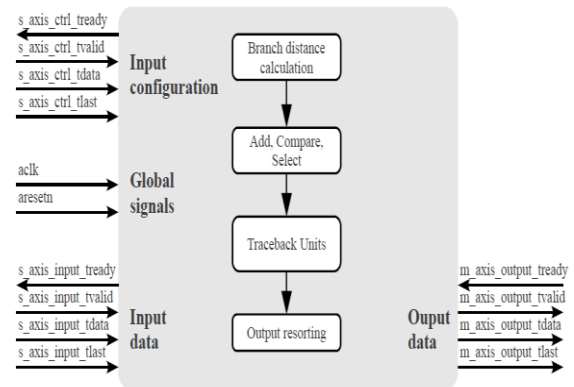 s_axis_ctrl_tready
s_axis_ctrl_tvalid
s_axis_ctrl_tdata
s_axis_ctrl_tlast
Input
configuration
aclk
aresetn
Global
signals
s_axis_input_tready
s_axis_input_tvalid
s_axis_input_tdata
s_axis_input_tlast
Input
data
Branch distance
calculation
Add, Compare,
Select
Traceback Units
Output resorting
Ouput
data
m_axis_output_tready
m_axis_output_tvalid
m_axis_output_tdata
m_axis_output_tlast